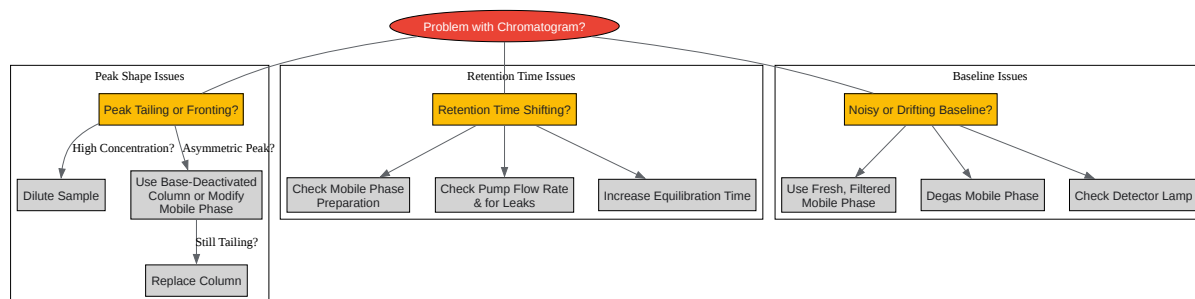 Problem with Chromatogram?
Peak Shape Issues
Retention Time Issues
Baseline Issues
Peak Tailing or Fronting?
Retention Time Shifting?
Noisy or Drifting Baseline?
High Concentration?
Asymmetric Peak?
Dilute Sample
Use Base-Deactivated
Column or Modify
Mobile Phase
Check Mobile Phase
Preparation
Check Pump Flow Rate
& for Leaks
Increase Equilibration Time
Use Fresh, Filtered
Mobile Phase
Degas Mobile Phase
Check Detector Lamp
Still Tailing?
Replace Column